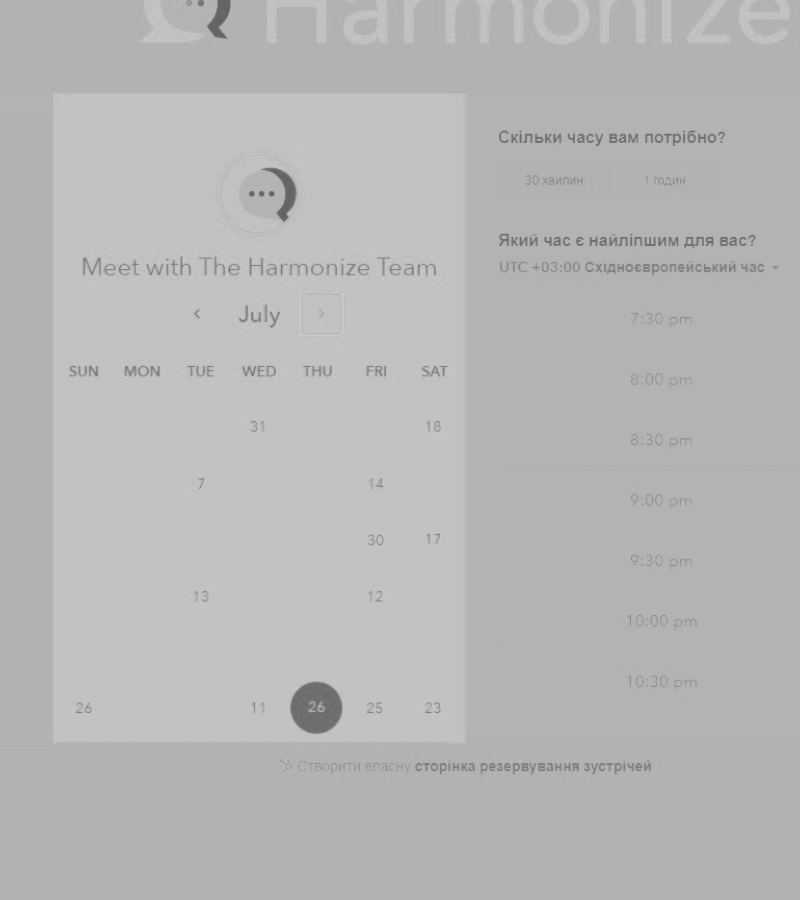 Harmonize
Meet with The Harmonize Team
July
SUN MON TUE WED THU FRI SAT
31 18
7 14
30 17
13 12
26 11 26 25 23
Скільки часу вам потрібно?
30 хвилин 1 годин
Який час є найліпшим для вас?
UTC +03:00 Східноєвропейський час
7:30 pm
8:00 pm
8:30 pm
9:00 pm
9:30 pm
10:00 pm
10:30 pm
Створити власну сторінка резервування зустрічей